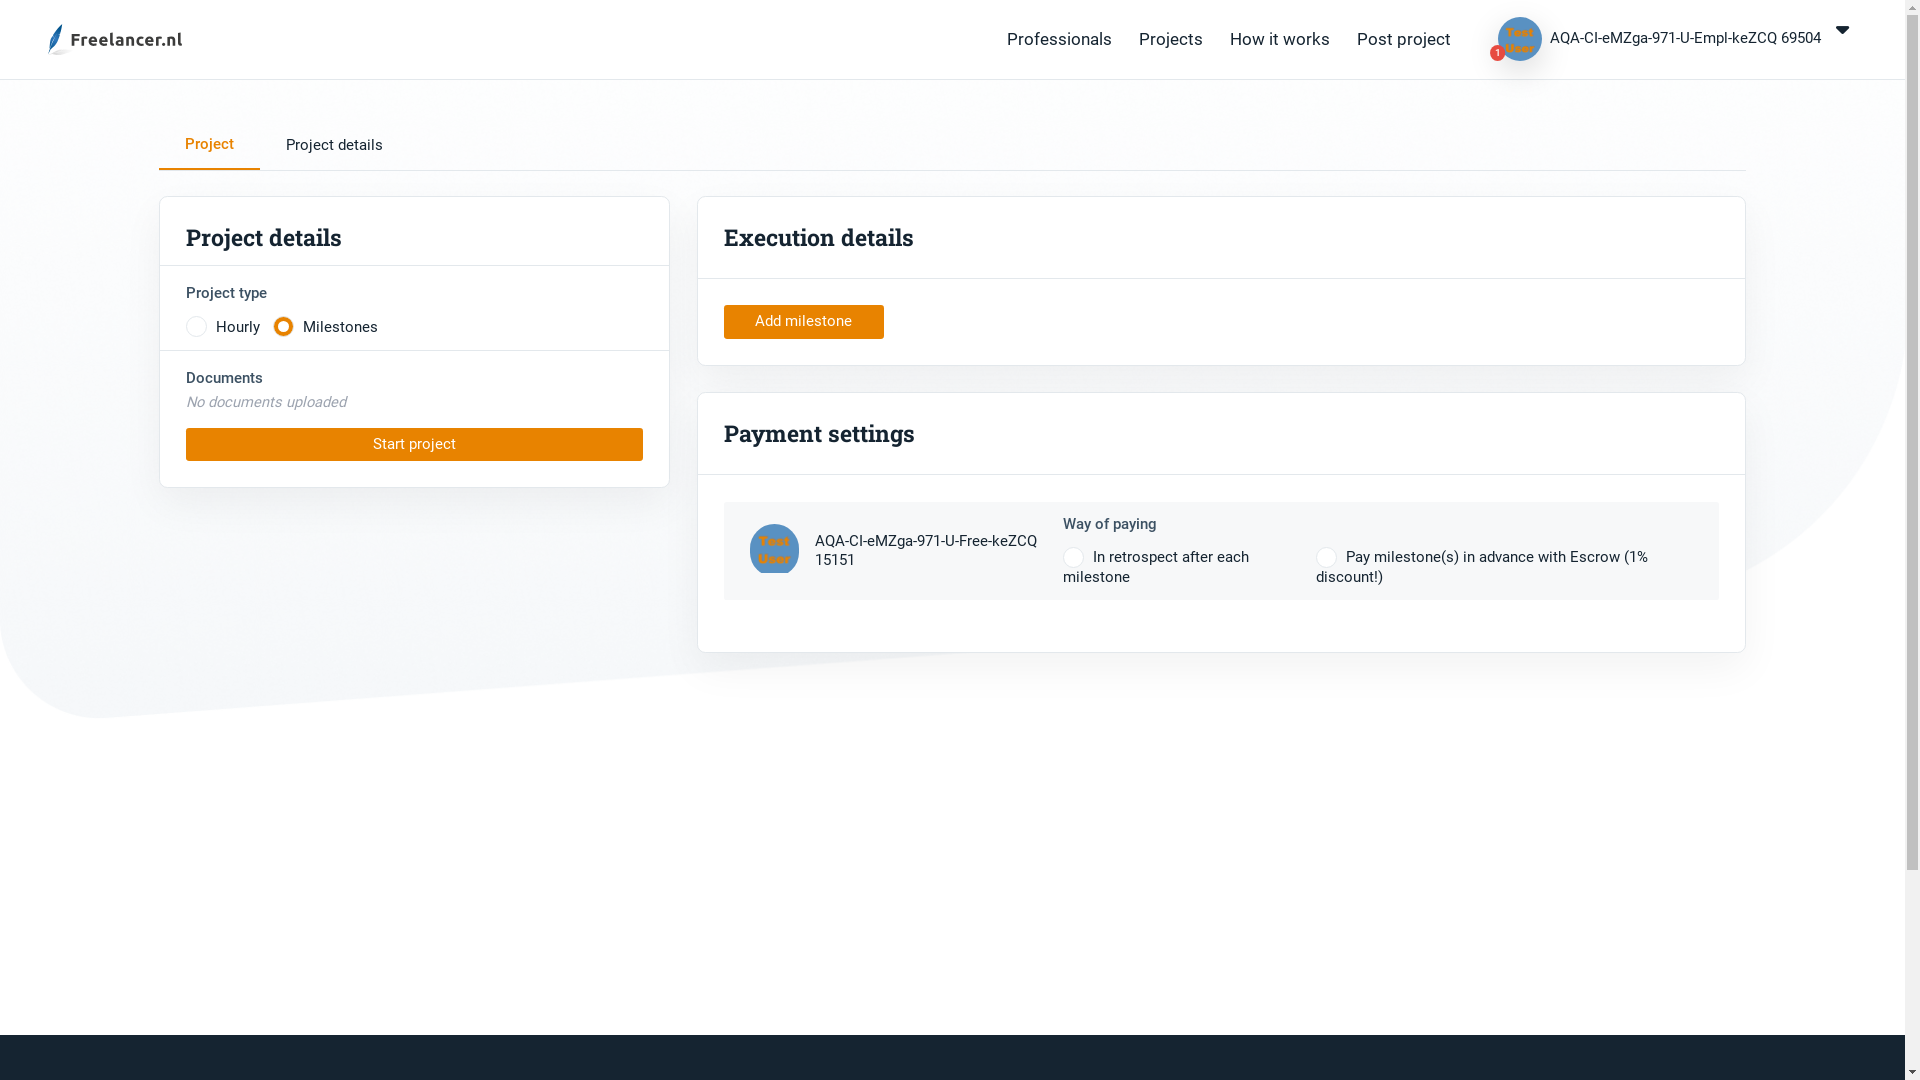 Freelancer.nl
Professionals Projects How it works Post project
Test
User
1
AQA-CI-eMZga-971-U-Empl-keZCQ 69504
Project Project details
Project details
Project type
Hourly Milestones
Documents
No documents uploaded
Start project
Execution details
Add milestone
Payment settings
Test
User
AQA-CI-eMZga-971-U-Free-keZCQ
15151
Way of paying
In retrospect after each
milestone
Pay milestone(s) in advance with Escrow (1%
discount!)